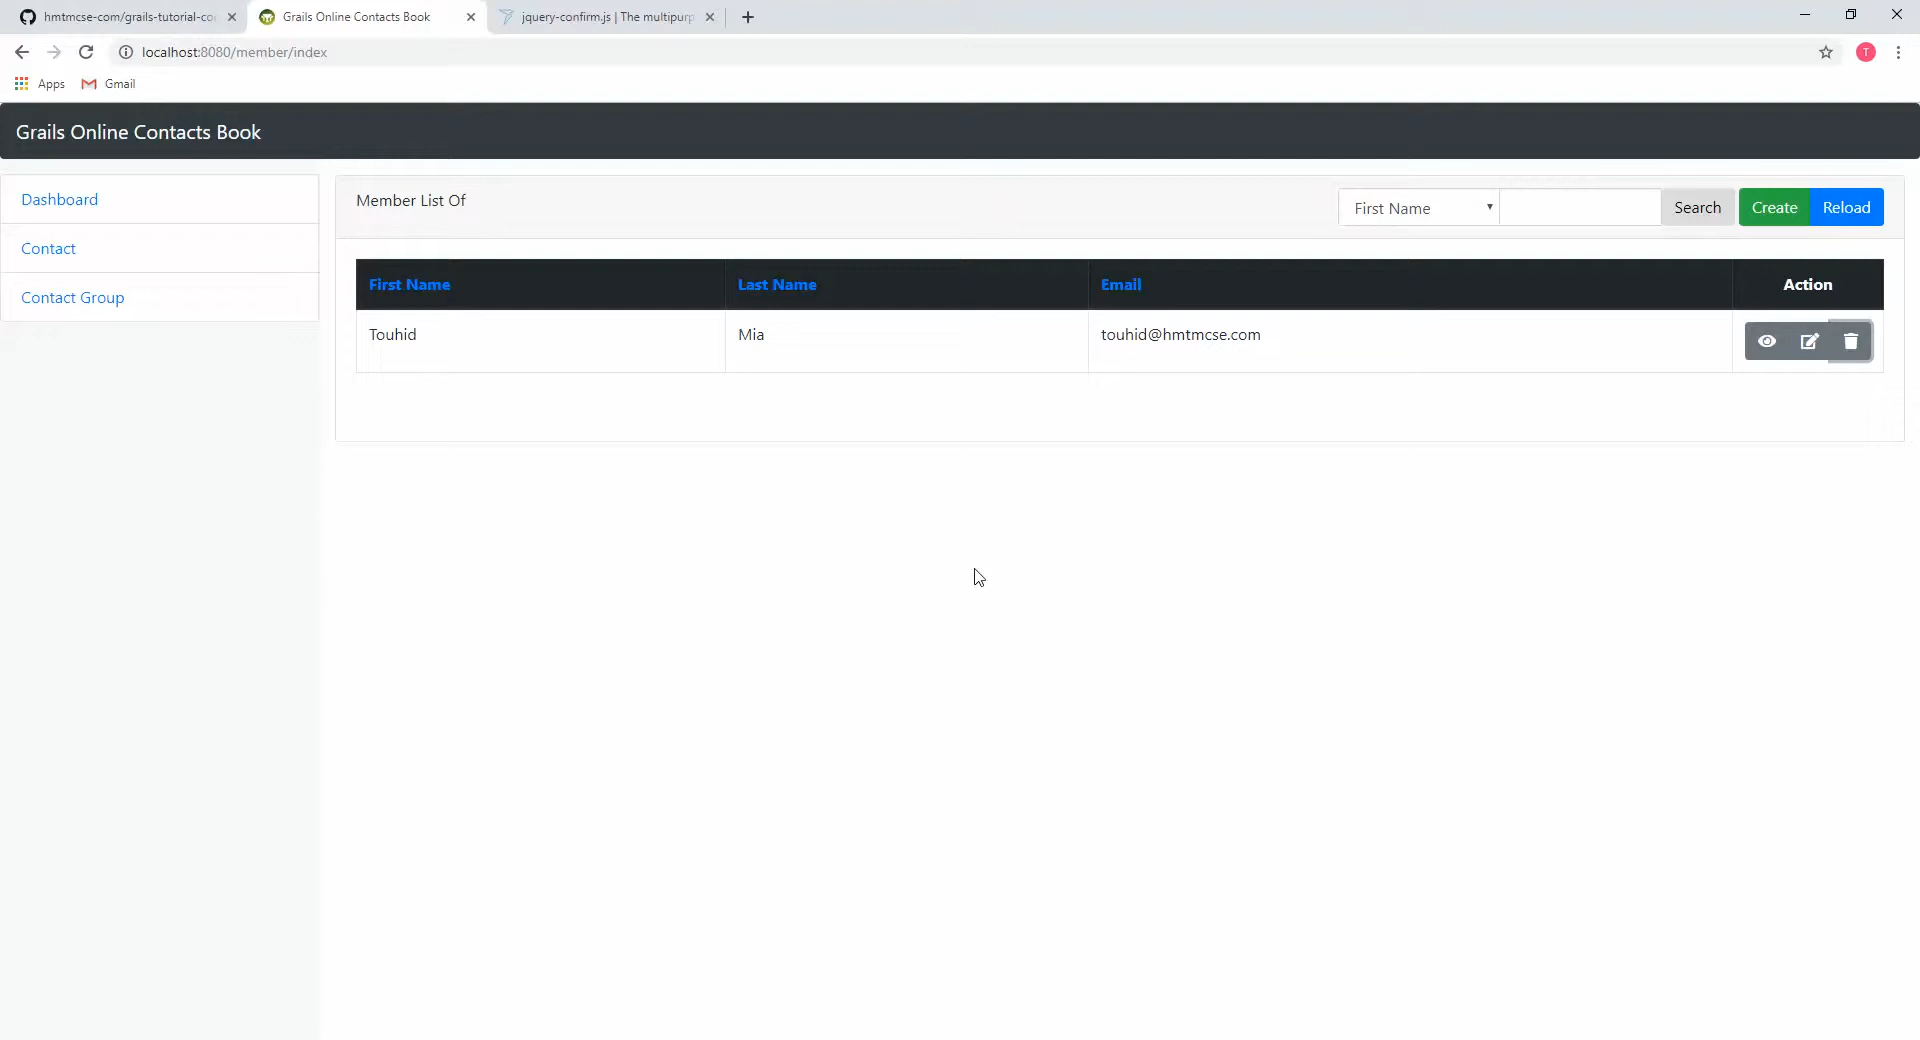 hmtmcse-com/grails-tutorial-co
Grails Online Contacts Book
jquery-confirm.js | The multipurp
localhost:8080/member/index
T
Apps
Gmail
Grails Online Contacts Book
Dashboard
Contact
Contact Group
Member List Of
First Name
Search
Create
Reload
First Name Last Name Email Action
Touhid Mia touhid@hmtmcse.com